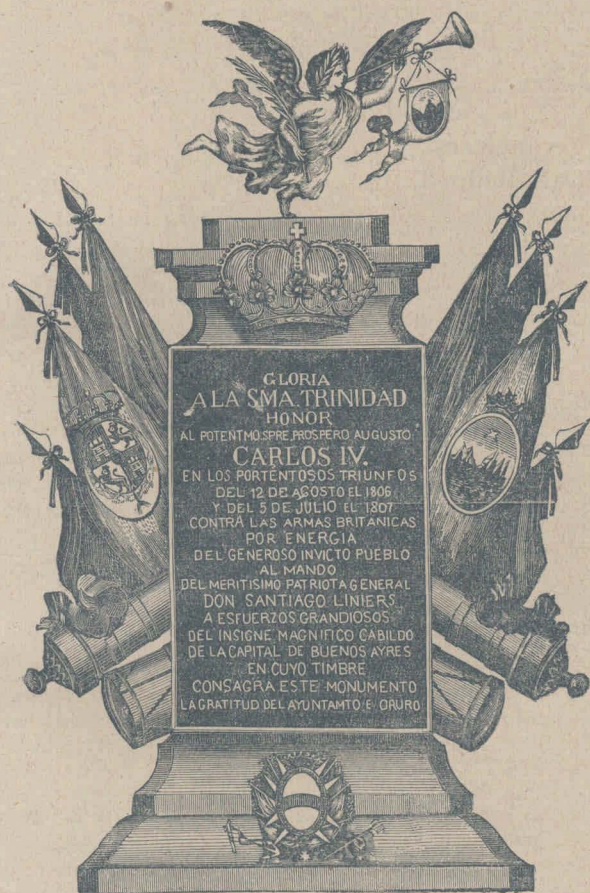 GLORIA
A LA SMA TRINIDAD
HONOR
AL POTENTMO.SPRE,PROSPERO AUGUSTO
CARLOS IV.
EN LOS PORTENTOSOS TRIUNFOS
DEL 12 DE AGOSTO EL 1806
Y DEL 5 DE JULIO EL 1807
CONTRA LAS ARMAS BRITANICAS
POR ENERGIA
DEL GENEROSO INVICTO PUEBLO
AL MANDO
DEL MERITISIMO PATRIOTA GENERAL
DON SANTIAGO LINIERS
A ESFUERZOS GRANDIOSOS
DEL INSIGNE MAGNIFICO CABILDO
DE LA CAPITAL DE BUENOS AYRES
EN CUYO TIMBRE
CONSAGRA ESTE MONUMENTO
LA GRATITUD DEL AYUNTAMTO E ORURO